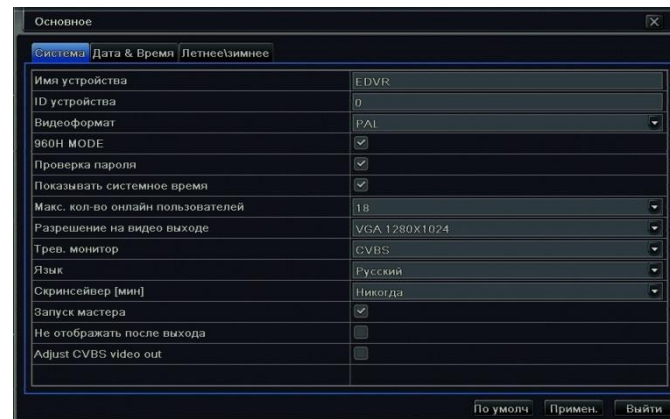 Основное
Система Дата & Время Летнее\зимнее
Имя устройства EDVR
ID устройства 0
Видеоформат PAL
960H MODE
Проверка пароля
Показывать системное время
Макс. кол-во онлайн пользователей 18
Разрешение на видео выходе VGA 1280X1024
Трев. монитор CVBS
Язык Русский
Скринсейвер [мин] Никогда
Запуск мастера
Не отображать после выхода
Adjust CVBS video out
По умолч Примен. Выйти